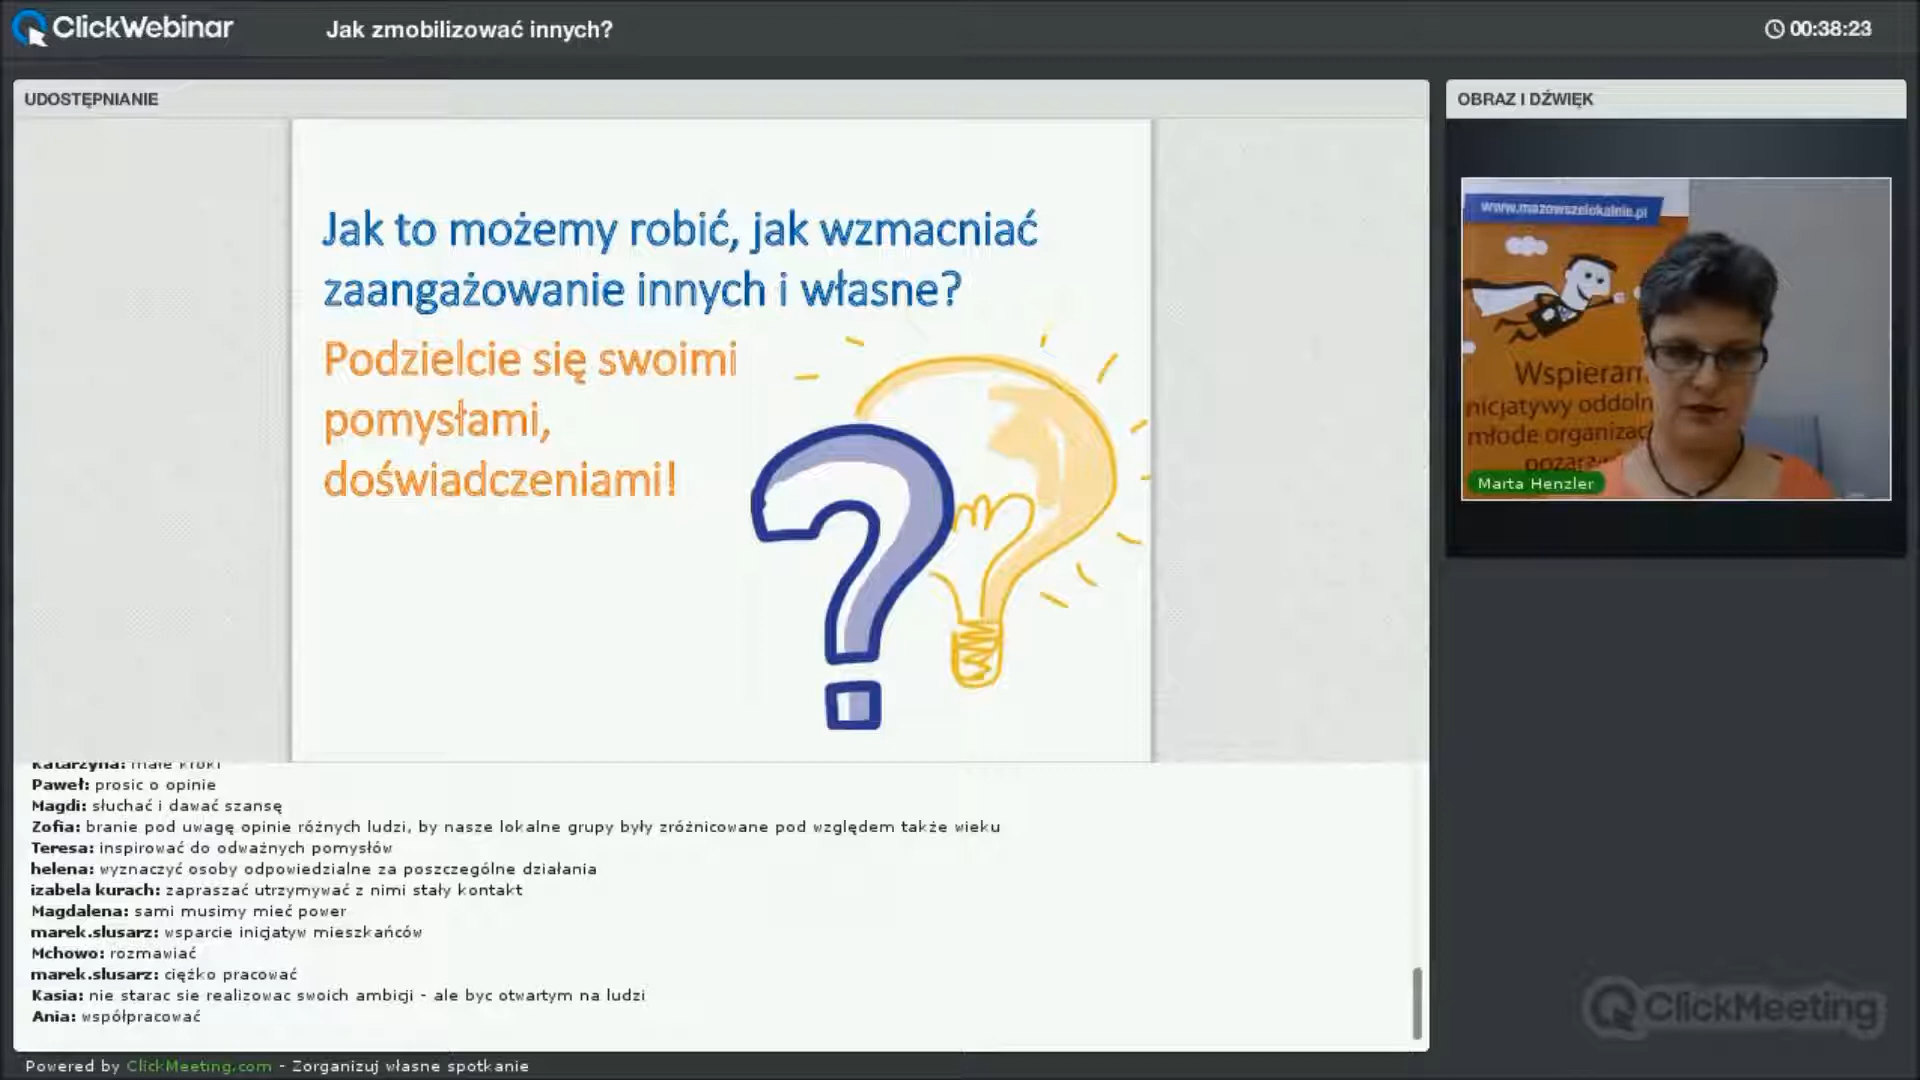 ClickWebinar
Jak zmobilizować innych?
00:38:23
UDOSTĘPNIANIE
OBRAZ I DŹWIĘK
Jak to możemy robić, jak wzmacniać
zaangażowanie innych i własne?
Podzielcie się swoimi
pomysłami,
doświadczeniami!
www.mazowszelokalnie.pl
Wspieram
nicjatywy oddoln
młode organizac
poza
Marta Henzler
Katarzyna: małe kroki
Paweł: prosic o opinie
Magdi: słuchać i dawać szansę
Zofia: branie pod uwagę opinie różnych ludzi, by nasze lokalne grupy były zróżnicowane pod względem także wieku
Teresa: inspirować do odważnych pomysłów
helena: wyznaczyć osoby odpowiedzialne za poszczególne działania
izabela kurach: zapraszać utrzymywać z nimi stały kontakt
Magdalena: sami musimy mieć power
marek.slusarz: wsparcie inicjatyw mieszkańców
Mchowo: rozmawiać
marek.slusarz: ciężko pracować
Kasia: nie starac sie realizowac swoich ambicji - ale byc otwartym na ludzi
Ania: współpracować
ClickMeeting
Powered by ClickMeeting.com - Zorganizuj własne spotkanie